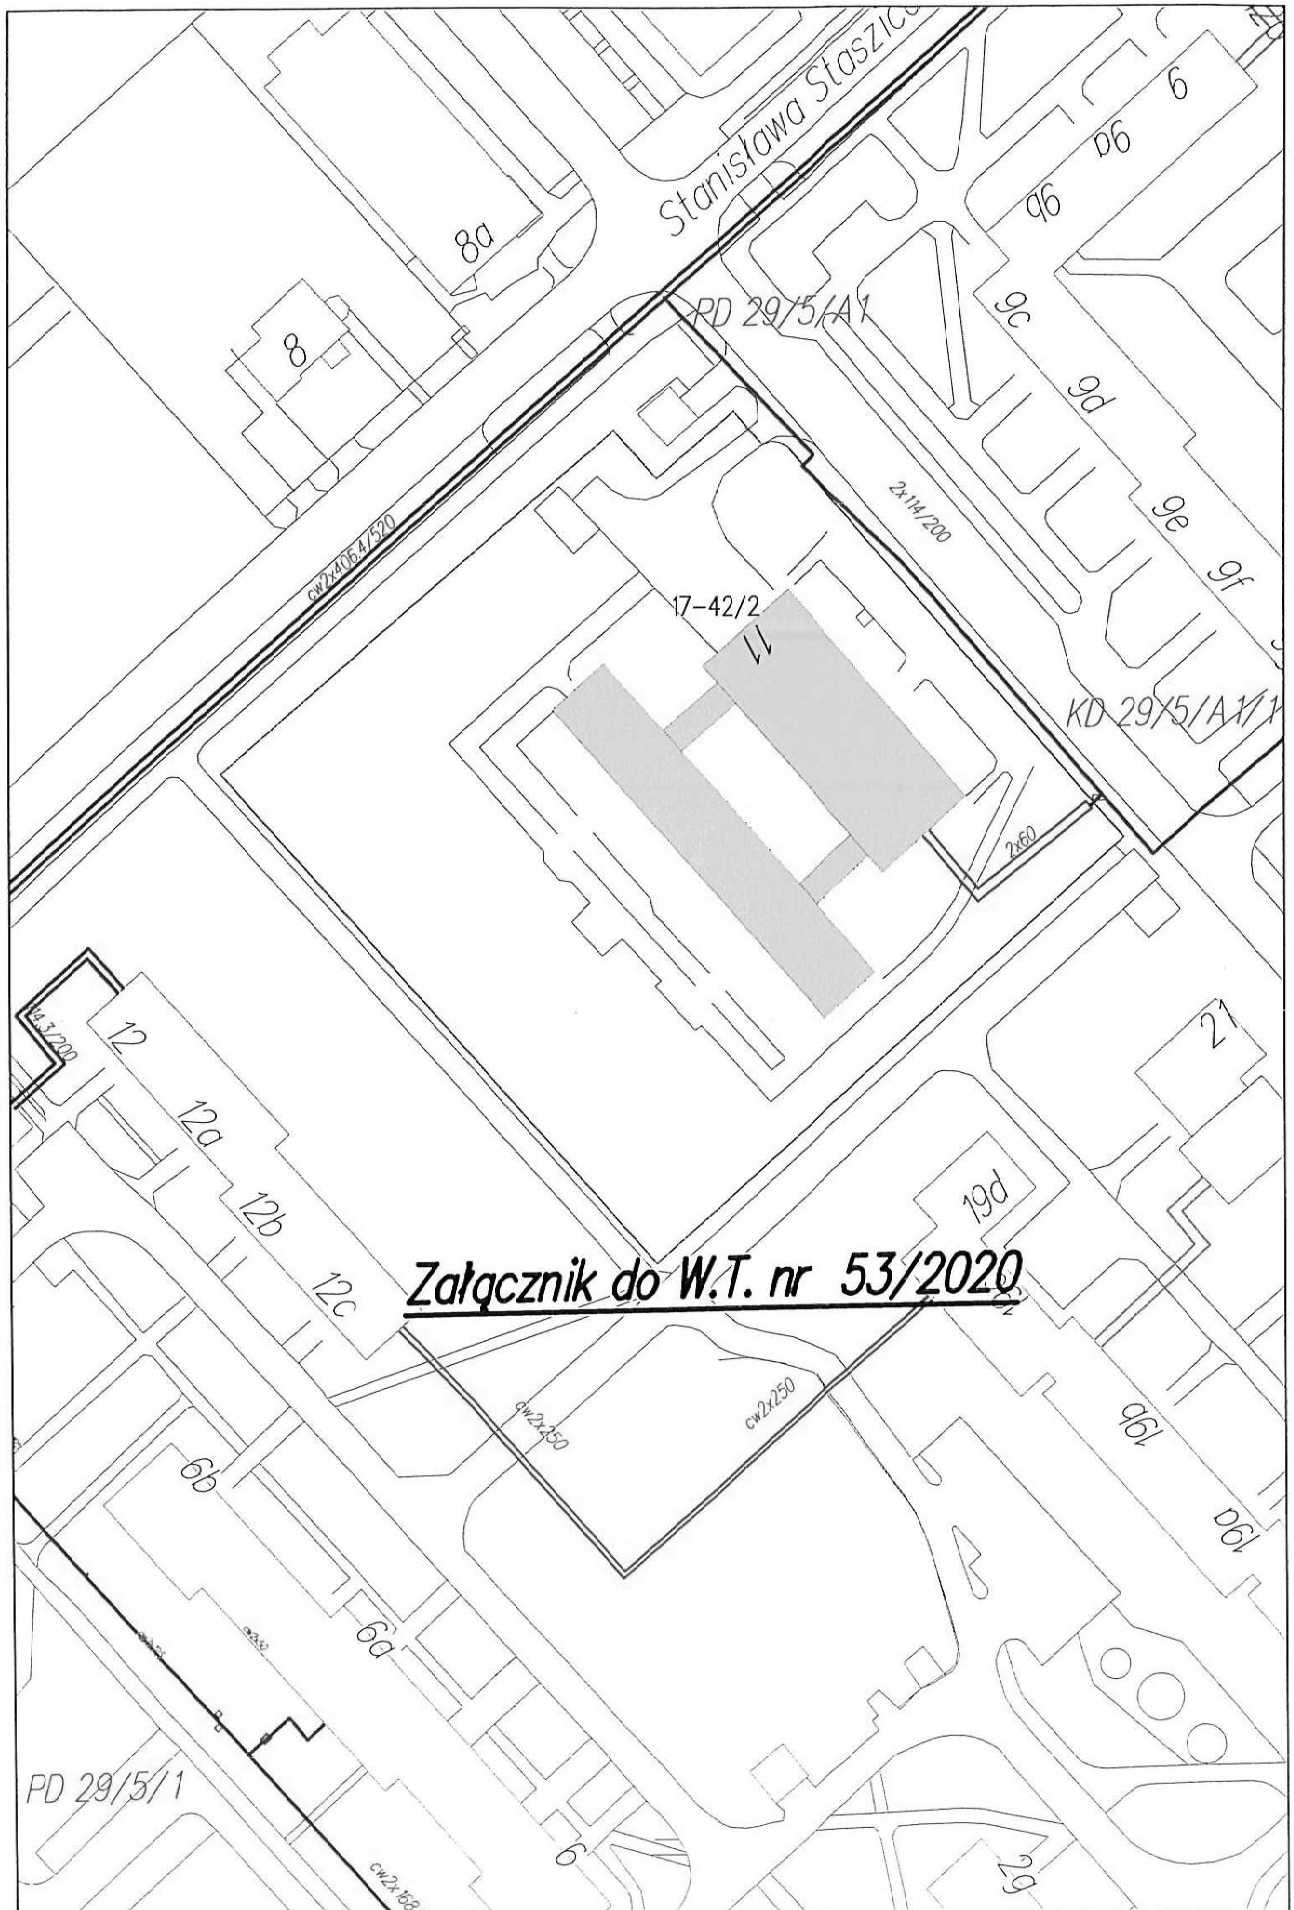 Stanisława
8a
8
PD 29/5/A1
6
9a
9b
9c
9d
9e
9f
2x114/200
cw2x406.4/520
17-42/2
11
KD 29/5/A1/1
2x60
12
12a
12b
12c
21
19d
Załącznik do W.T. nr 53/2020
cw2x250
cw2x250
19b
19a
6b
6a
6
PD 29/5/1
cw2x168
2g